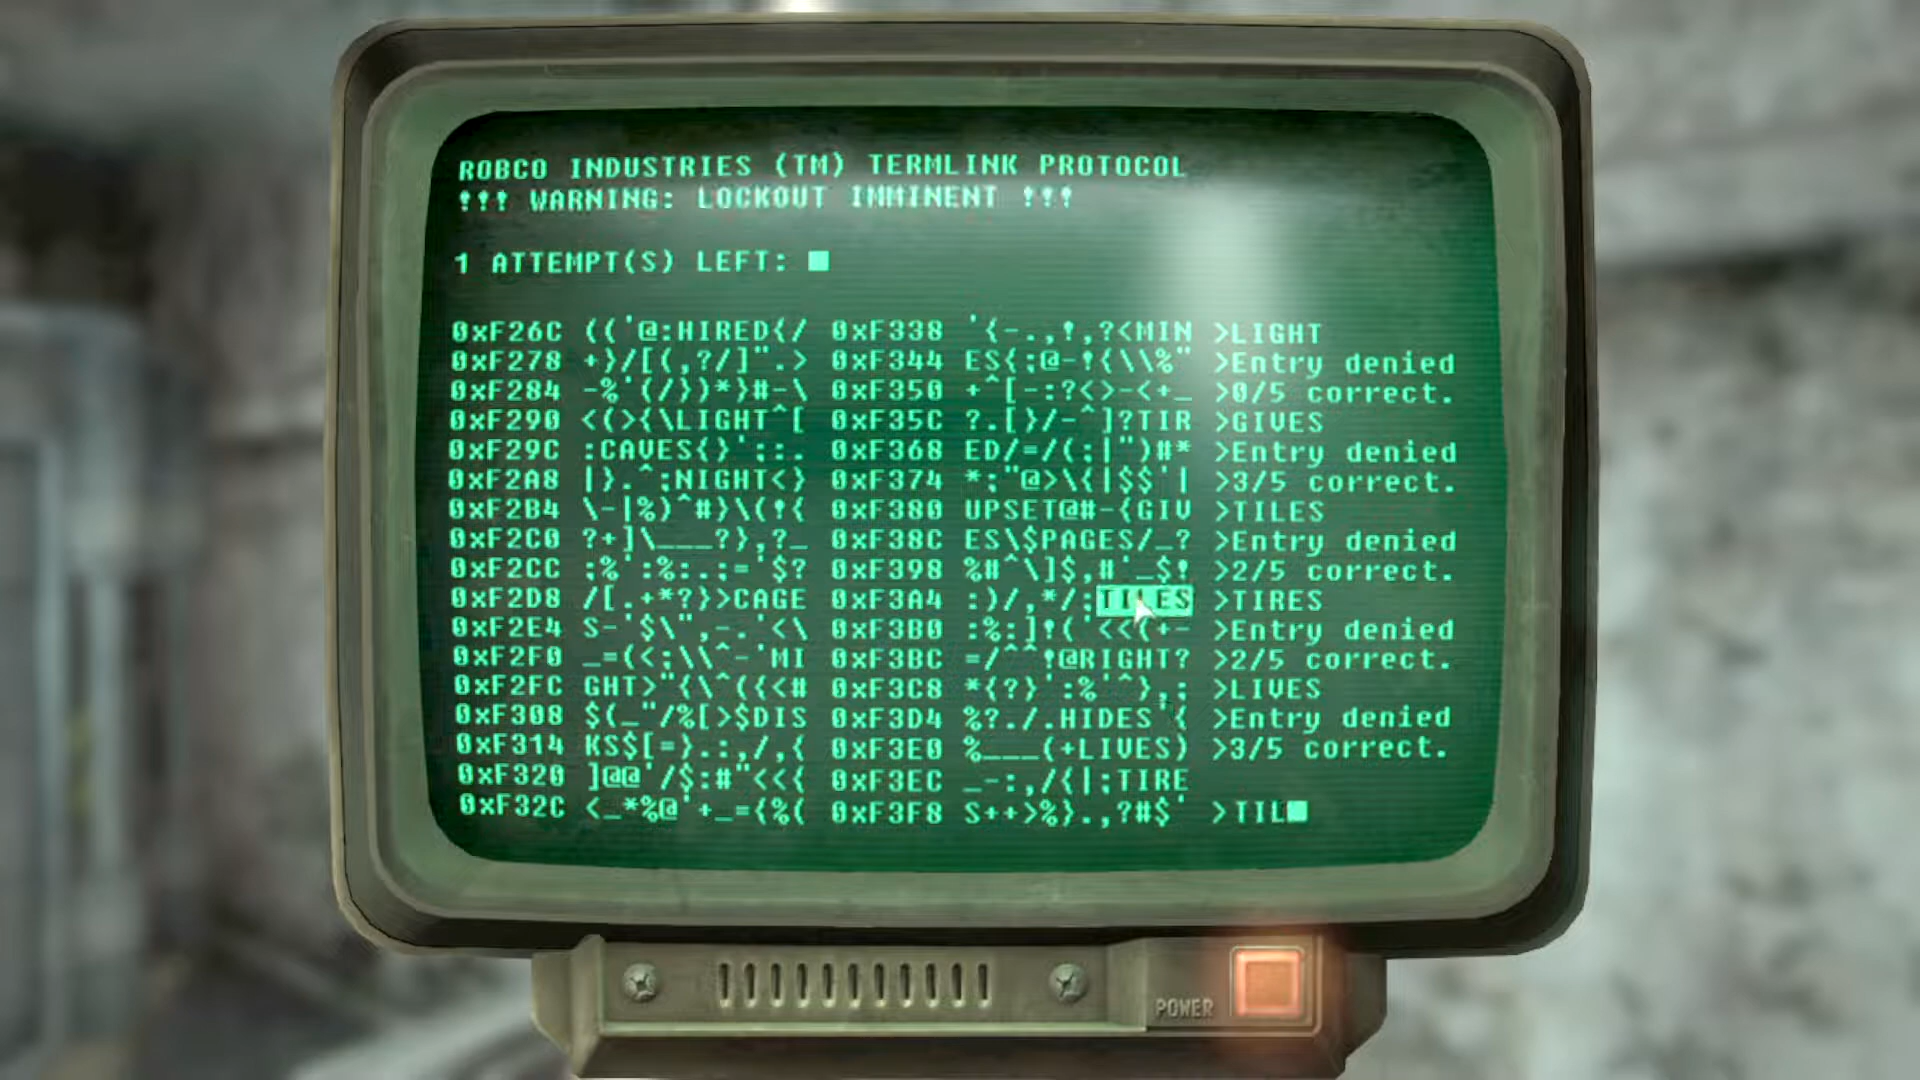 ROBCO INDUSTRIES (TM) TERMLINK PROTOCOL
!!! WARNING: LOCKOUT IMMINENT !!!
1 ATTEMPT(S) LEFT: ■
0xF26C (('@:HIRED{/ 0xF338 '{-.,!,?<MIN >LIGHT
0xF278 +}/[(,?/]".> 0xF344 ES{;@-!{\\%" >Entry denied
0xF284 -%'(/})*}#-\ 0xF350 +^[-:?<>-<+_ >0/5 correct.
0xF290 <(>{\LIGHT^[ 0xF35C ?.[}/-^]?TIR >GIVES
0xF29C :CAVES{}';:. 0xF368 ED/=/(;|")#* >Entry denied
0xF2A8 |}.^;NIGHT<} 0xF374 *;"@>\{|$$'| >3/5 correct.
0xF2B4 \-|%)^#}\(!{ 0xF380 UPSET@#-{GIV >TILES
0xF2C0 ?+]\___?},?_ 0xF38C ES\$PAGES/_? >Entry denied
0xF2CC ;%':%:.;='$? 0xF398 %#^\]$,#'_$! >2/5 correct.
0xF2D8 /[.+*?}>CAGE 0xF3A4 :)/,*/;TILES >TIRES
0xF2E4 S-'$\",-.'<\ 0xF3B0 :%:]!('<<(+- >Entry denied
0xF2F0 _=(<;\\^-'MI 0xF3BC =/^^!@RIGHT? >2/5 correct.
0xF2FC GHT>"{\^({<# 0xF3C8 *{?}':%'^},; >LIVES
0xF308 $(_"/%[>$DIS 0xF3D4 %?./.HIDES'{ >Entry denied
0xF314 KS$[=}.:,/,{ 0xF3E0 %___(+LIVES) >3/5 correct.
0xF320 ]@@'/$:#"<<{ 0xF3EC _-:,/{|;TIRE
0xF32C <_*%@'+_={%( 0xF3F8 S++>%}.,?#$' >TIL■
POWER